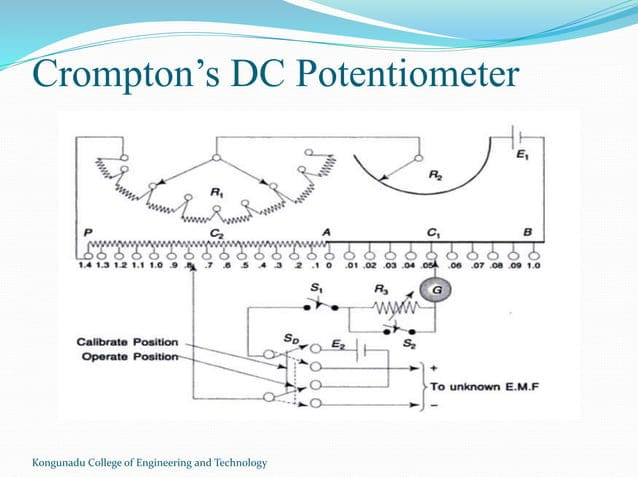 Crompton’s DC Potentiometer
E1
R1
R2
P C2 A C1 B
1.4 1.3 1.2 1.1 1.0 .9 .8 .7 .6 .5 .4 .3 .2 .1 0 .01 .02 .03 .04 .05 .06 .07 .08 .09 1.0
S1 R3 G
SD E2 S2
Calibrate Position
Operate Position
+
To unknown E.M.F
−
Kongunadu College of Engineering and Technology